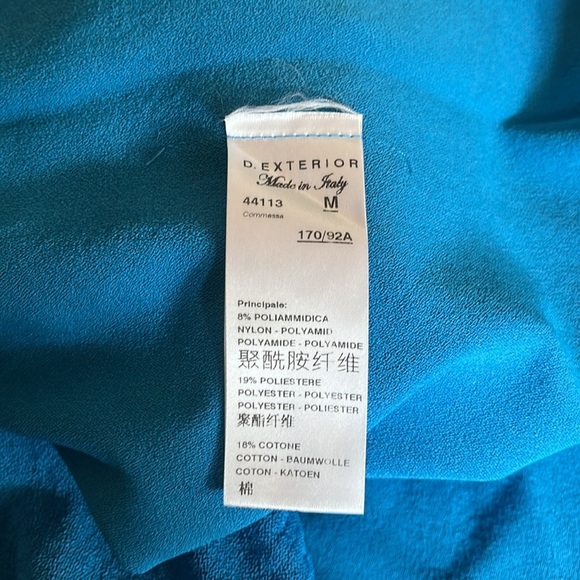 D. EXTERIOR
Made in Italy
44113 M
Commessa
170/92A
Principale:
8% POLIAMMIDICA
NYLON - POLYAMID
POLYAMIDE - POLYAMIDE
聚酰胺纤维
19% POLIESTERE
POLYESTER - POLYESTER
POLYESTER - POLIESTER
聚酯纤维
18% COTONE
COTTON - BAUMWOLLE
COTON - KATOEN
棉